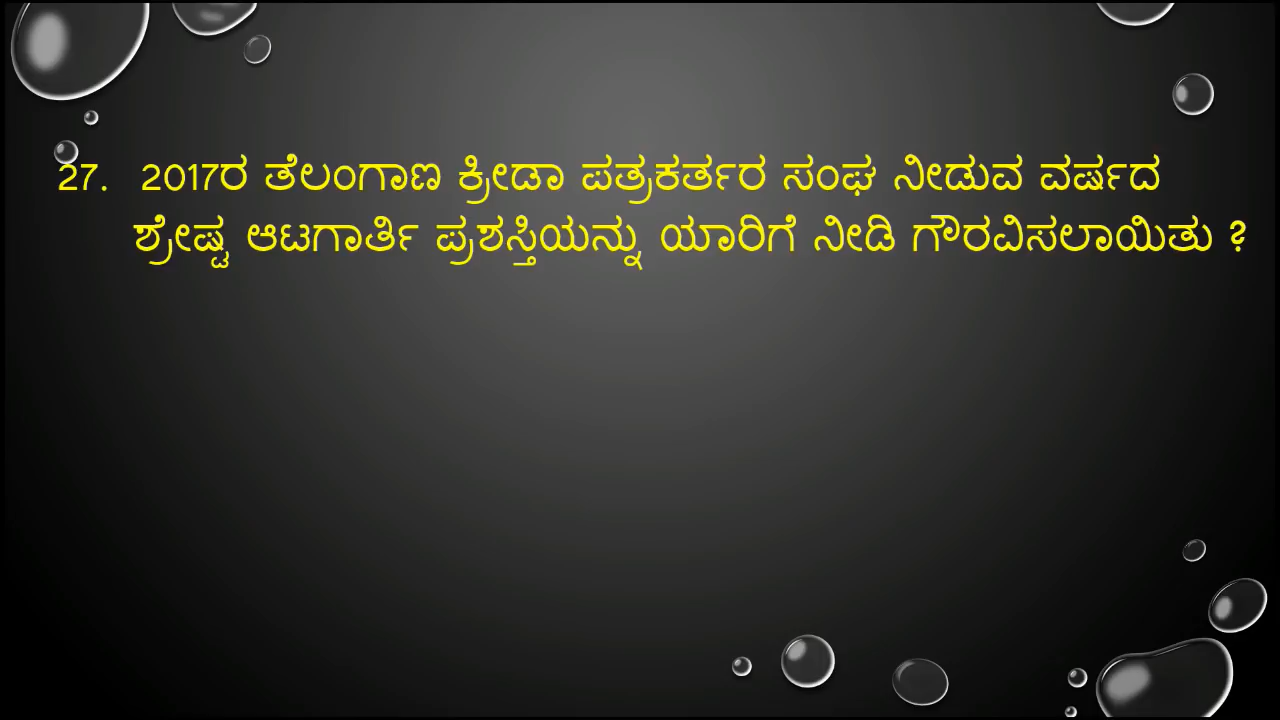 27. 2017ರ ತೆಲಂಗಾಣ ಕ್ರೀಡಾ ಪತ್ರಕರ್ತರ ಸಂಘ ನೀಡುವ ವರ್ಷದ
ಶ್ರೇಷ್ಟ ಆಟಗಾರ್ತಿ ಪ್ರಶಸ್ತಿಯನ್ನು ಯಾರಿಗೆ ನೀಡಿ ಗೌರವಿಸಲಾಯಿತು ?